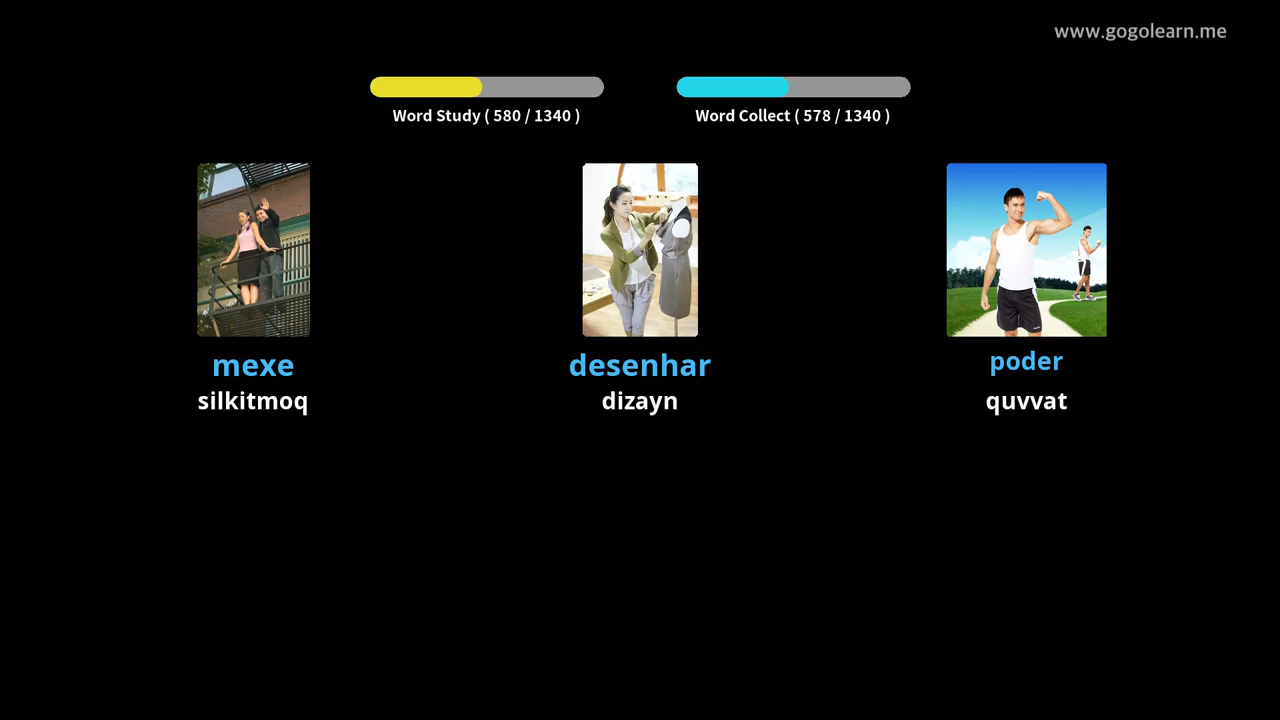 www.gogolearn.me
Word Study ( 580 / 1340 )
Word Collect ( 578 / 1340 )
mexe
silkitmoq
desenhar
dizayn
poder
quvvat